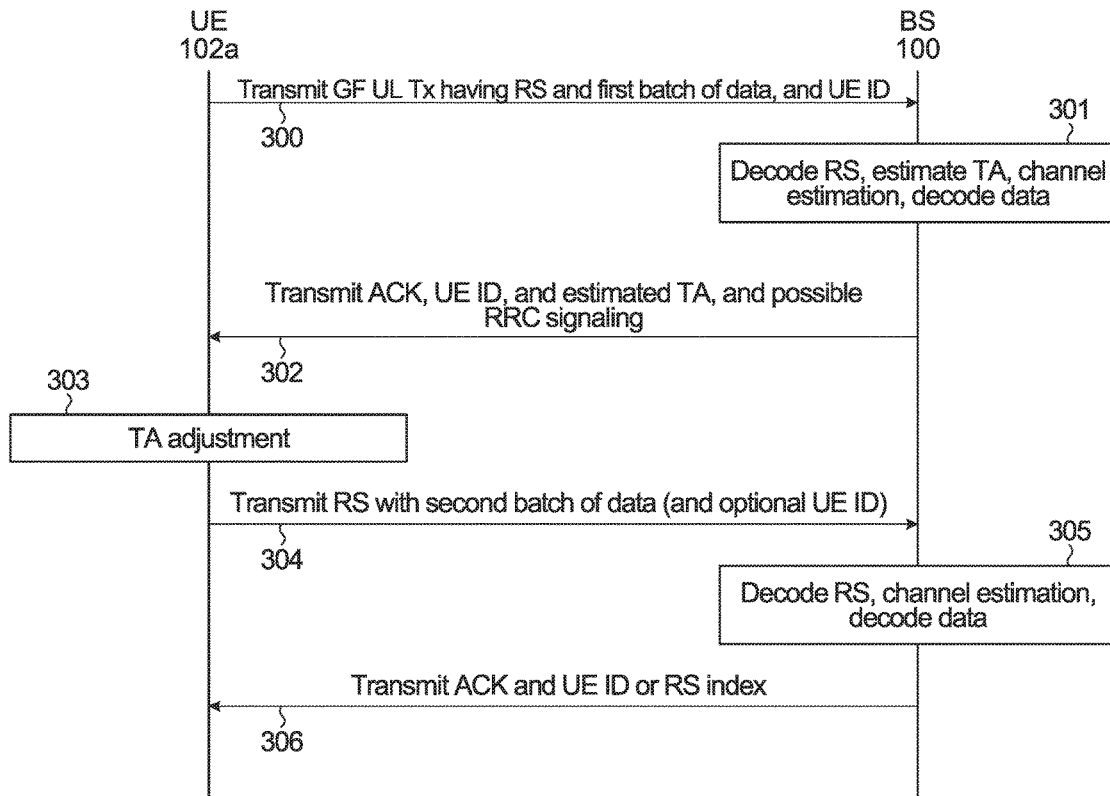 UE
102a
BS
100
Transmit GF UL Tx having RS and first batch of data, and UE ID
300
301
Decode RS, estimate TA, channel
estimation, decode data
Transmit ACK, UE ID, and estimated TA, and possible
RRC signaling
302
303
TA adjustment
Transmit RS with second batch of data (and optional UE ID)
304
305
Decode RS, channel estimation,
decode data
Transmit ACK and UE ID or RS index
306